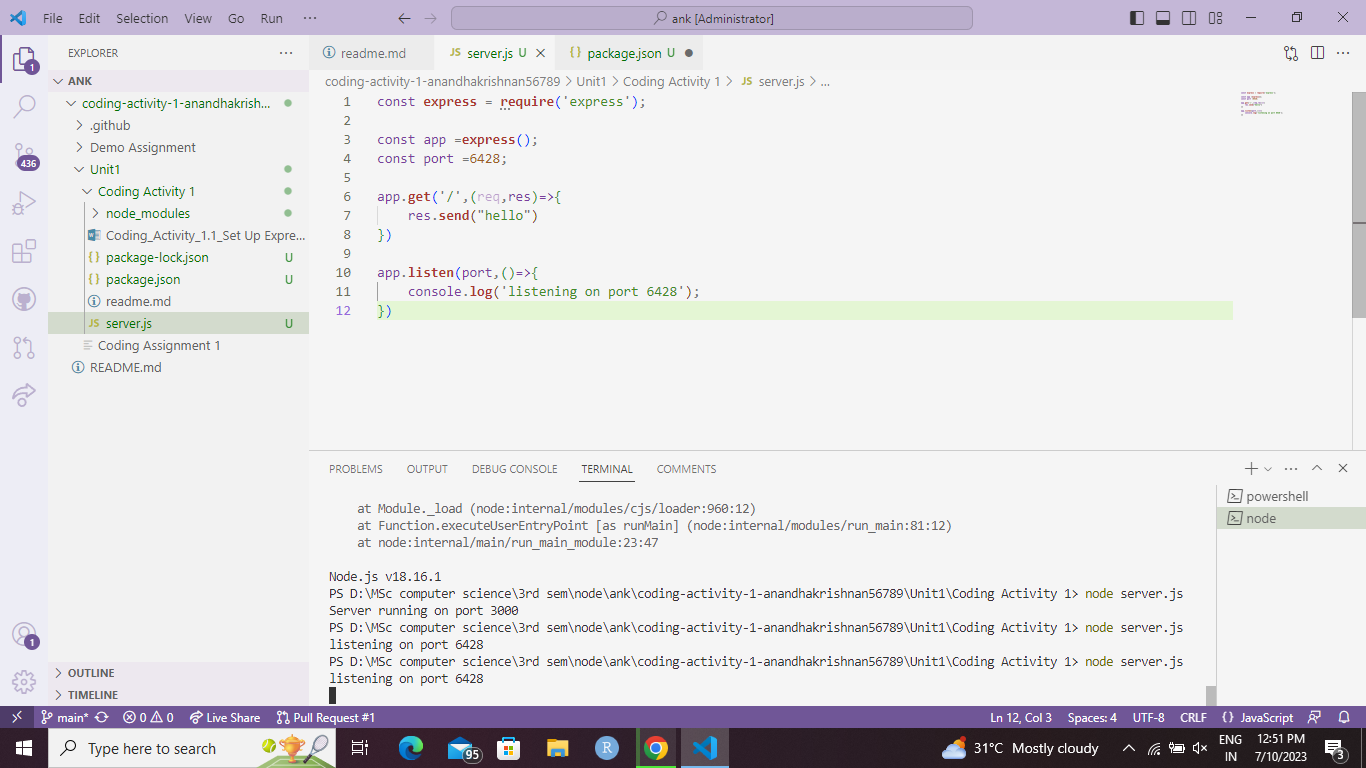 File Edit Selection View Go Run ···
ank [Administrator]
EXPLORER
ANK
coding-activity-1-anandhakrish...
.github
Demo Assignment
Unit1
Coding Activity 1
node_modules
Coding_Activity_1.1_Set Up Expre...
{} package-lock.json U
{} package.json U
readme.md
JS server.js U
Coding Assignment 1
README.md
OUTLINE
TIMELINE
1
436
1
readme.md
JS server.js U
{} package.json U
coding-activity-1-anandhakrishnan56789 > Unit1 > Coding Activity 1 > JS server.js > ...
1 const express = require('express');
2
3 const app =express();
4 const port =6428;
5
6 app.get('/',(req,res)=>{
7 res.send("hello")
8 })
9
10 app.listen(port,()=>{
11 console.log('listening on port 6428');
12 })
PROBLEMS OUTPUT DEBUG CONSOLE TERMINAL COMMENTS
powershell
node
at Module._load (node:internal/modules/cjs/loader:960:12)
at Function.executeUserEntryPoint [as runMain] (node:internal/modules/run_main:81:12)
at node:internal/main/run_main_module:23:47
Node.js v18.16.1
PS D:\MSc computer science\3rd sem\node\ank\coding-activity-1-anandhakrishnan56789\Unit1\Coding Activity 1> node server.js
Server running on port 3000
PS D:\MSc computer science\3rd sem\node\ank\coding-activity-1-anandhakrishnan56789\Unit1\Coding Activity 1> node server.js
listening on port 6428
PS D:\MSc computer science\3rd sem\node\ank\coding-activity-1-anandhakrishnan56789\Unit1\Coding Activity 1> node server.js
listening on port 6428
main* 0 0 Live Share Pull Request #1
Ln 12, Col 3 Spaces: 4 UTF-8 CRLF {} JavaScript
Type here to search
95
R
31°C Mostly cloudy
ENG
IN
12:51 PM
7/10/2023
3